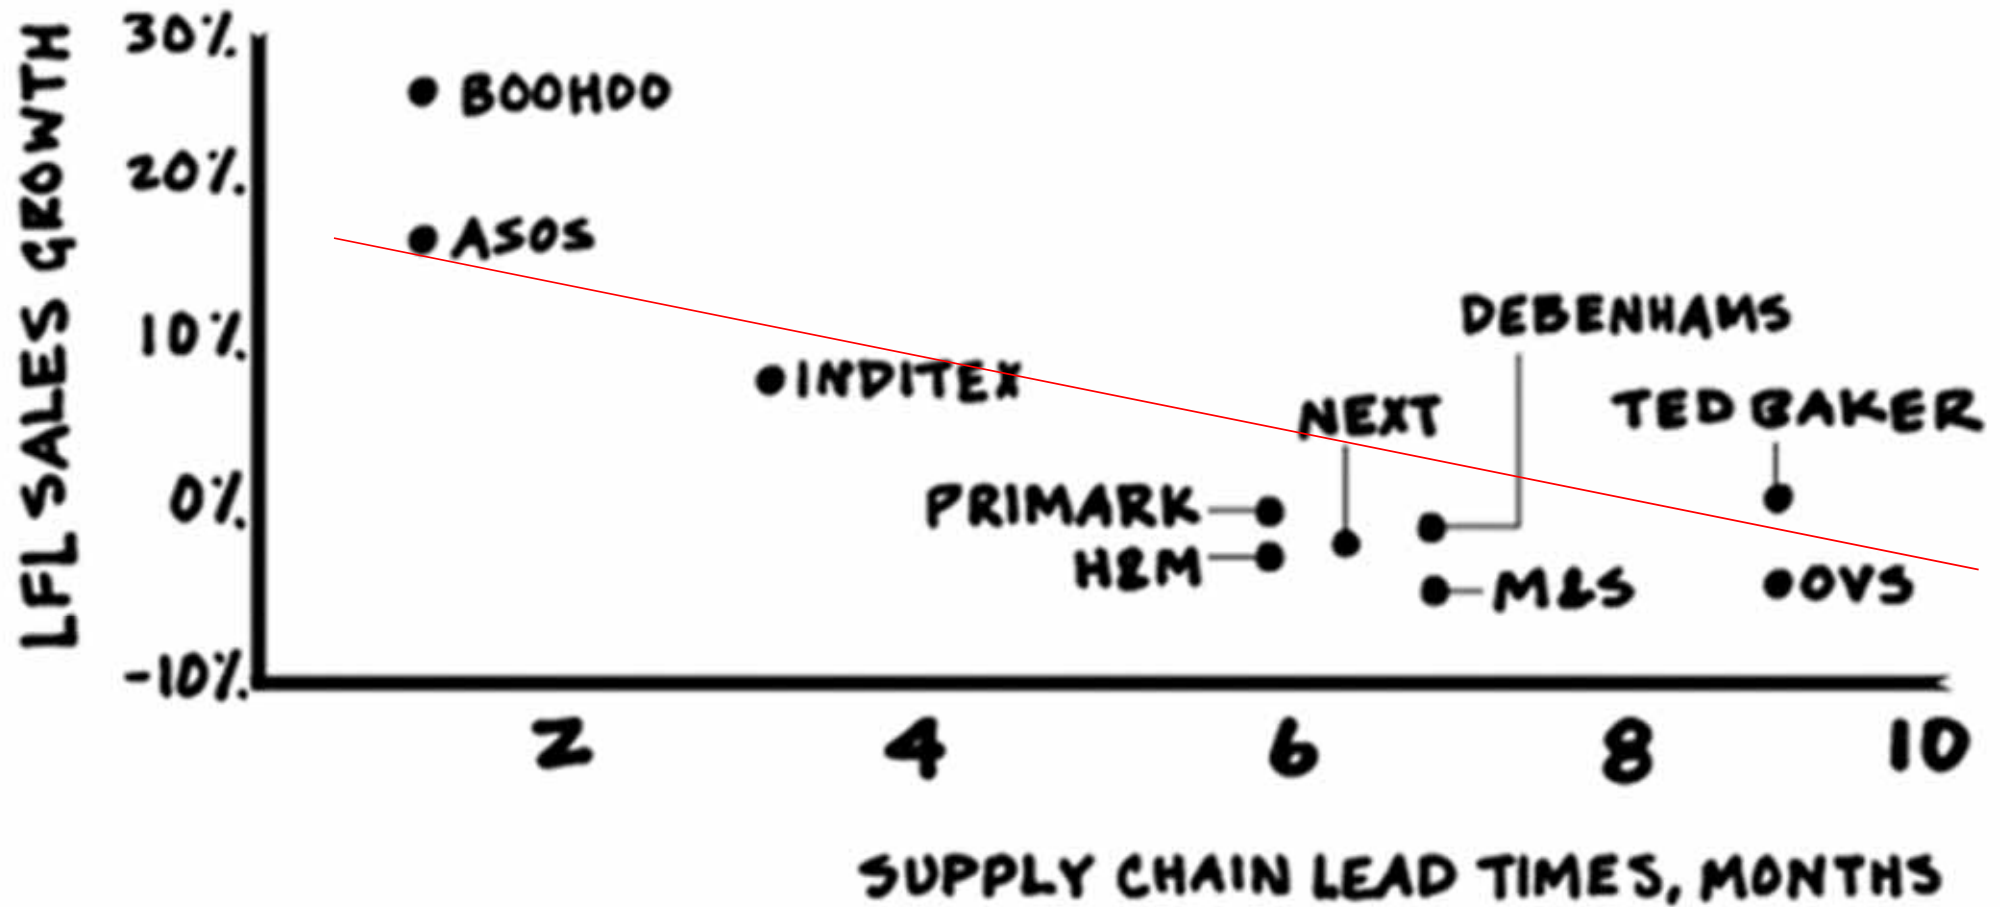 LFL SALES GROWTH
30%
20%
10%
0%
-10%
BOOHOO
ASOS
INDITEX
DEBENHAMS
NEXT
TED BAKER
PRIMARK
H&M
M&S
OVS
2 4 6 8 10
SUPPLY CHAIN LEAD TIMES, MONTHS